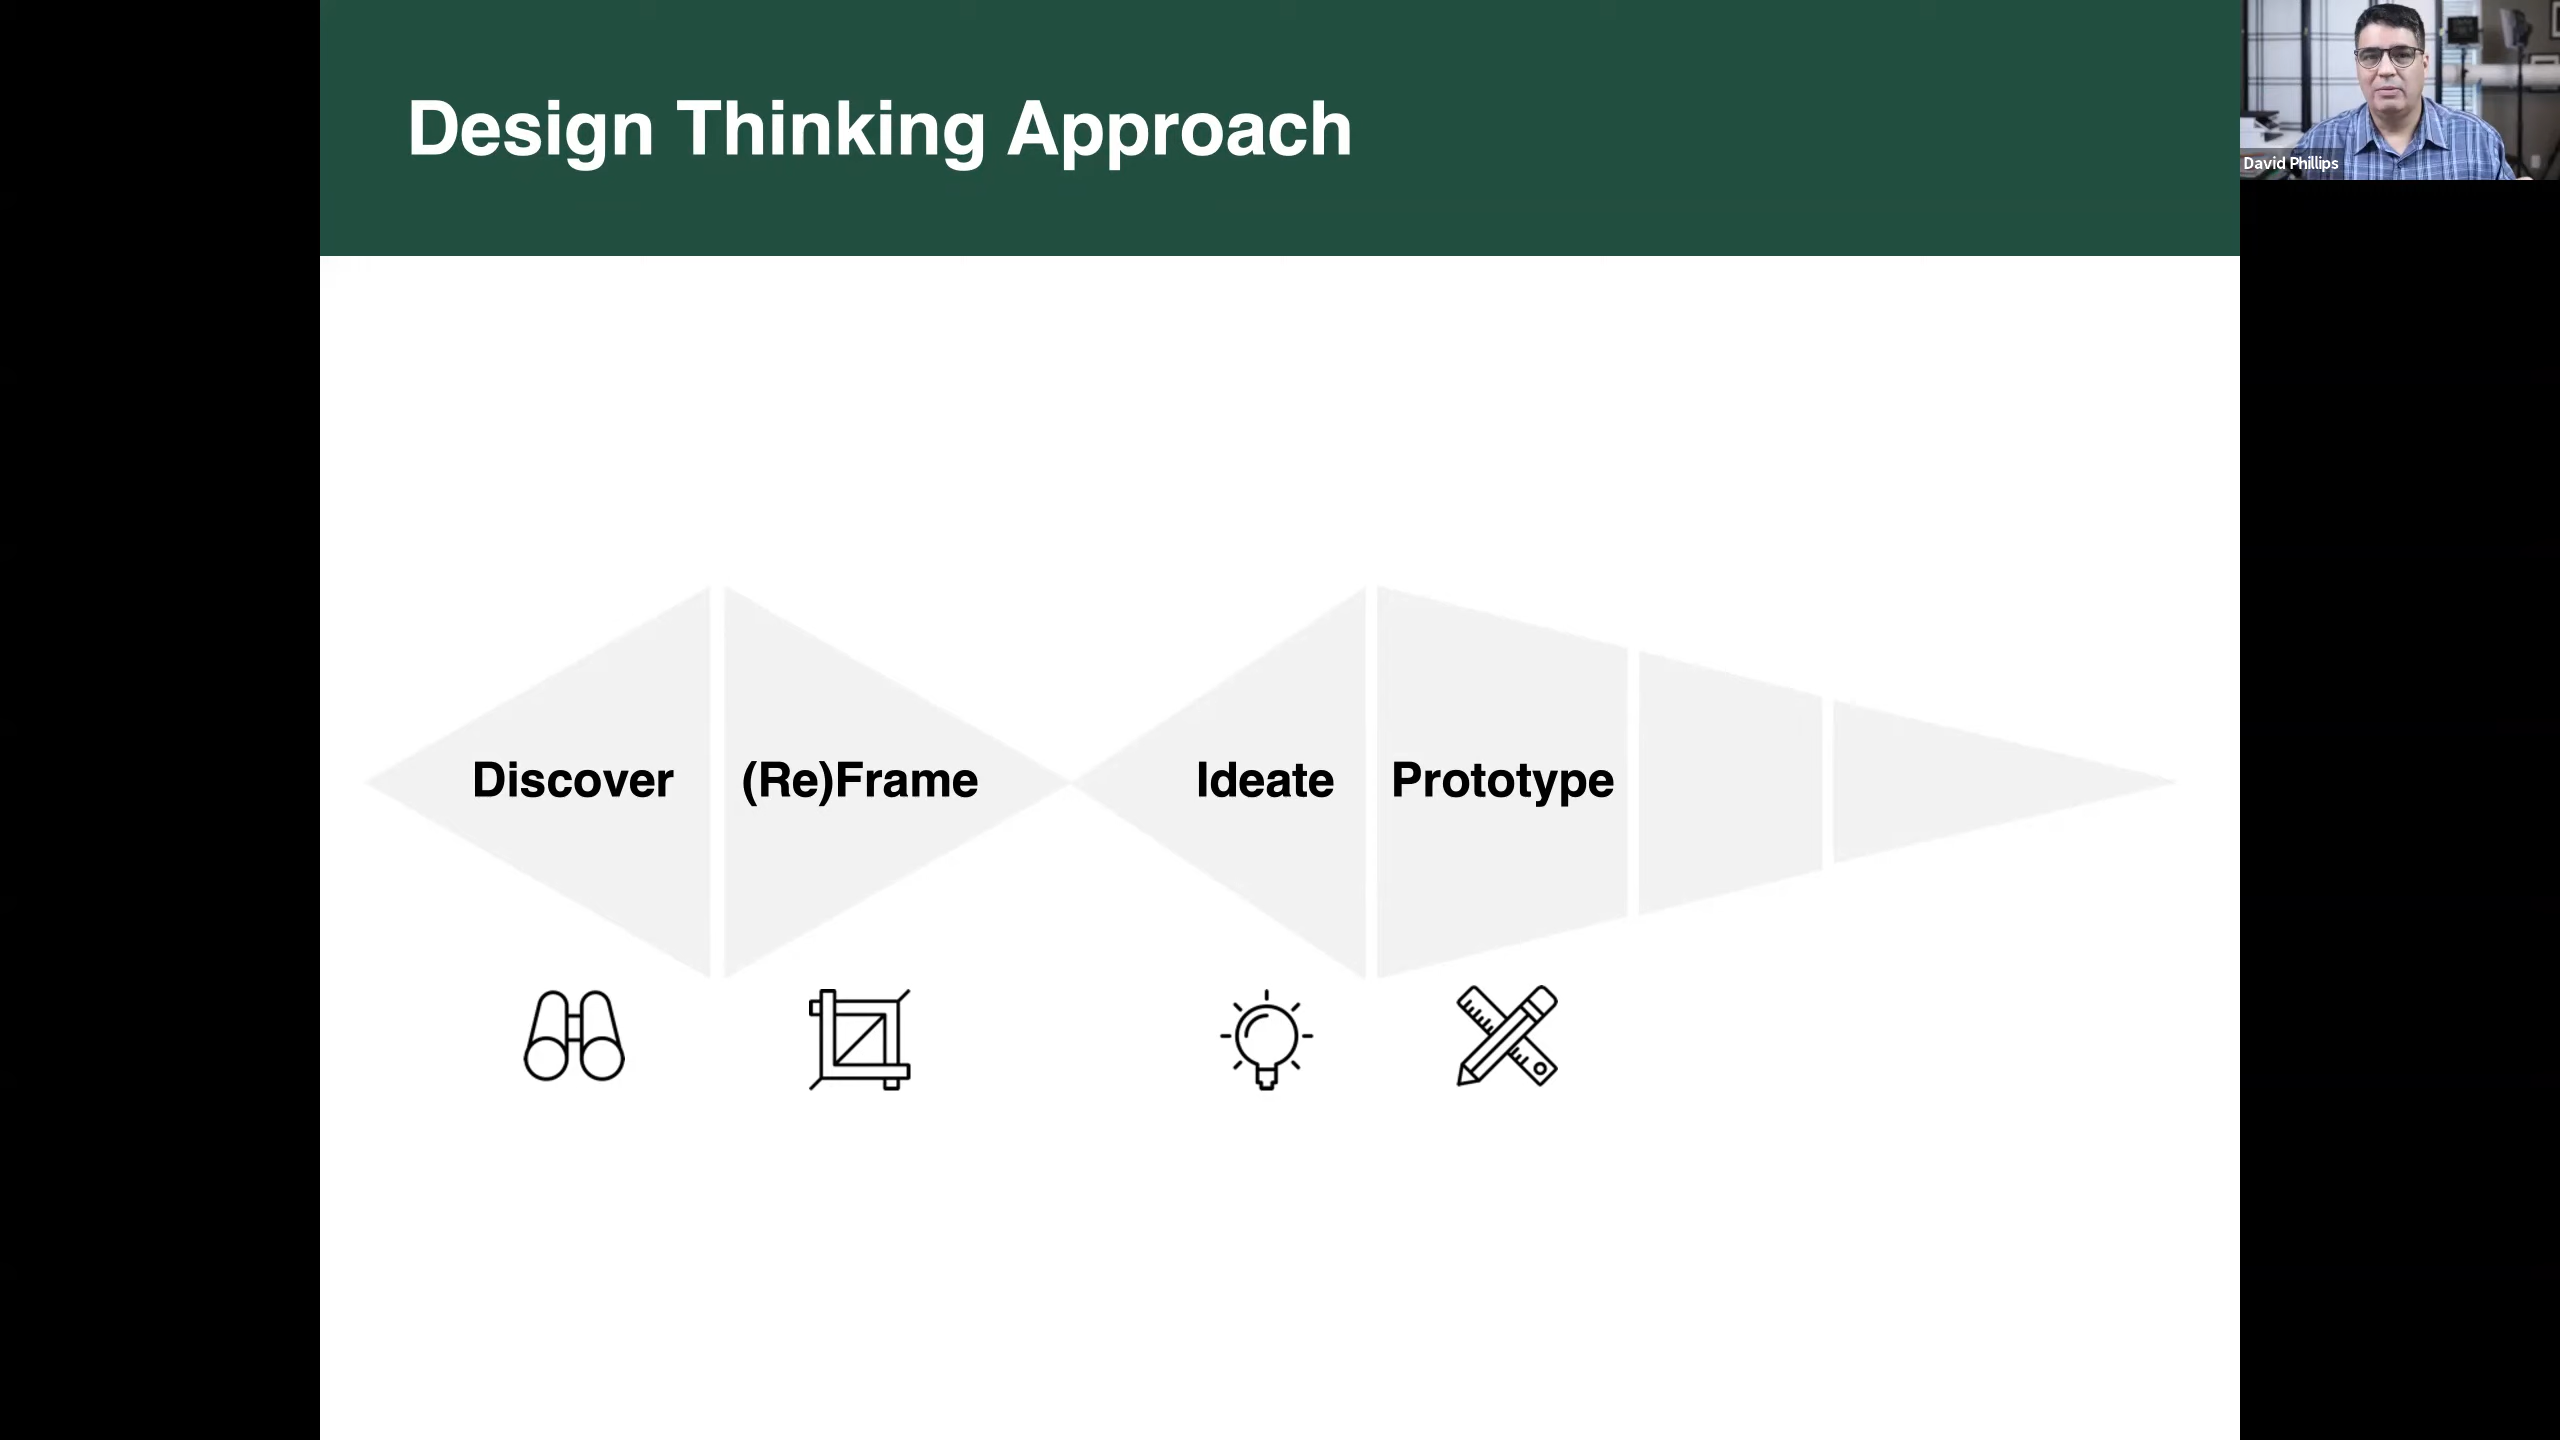 Design Thinking Approach
David Phillips
Discover
(Re)Frame
Ideate
Prototype